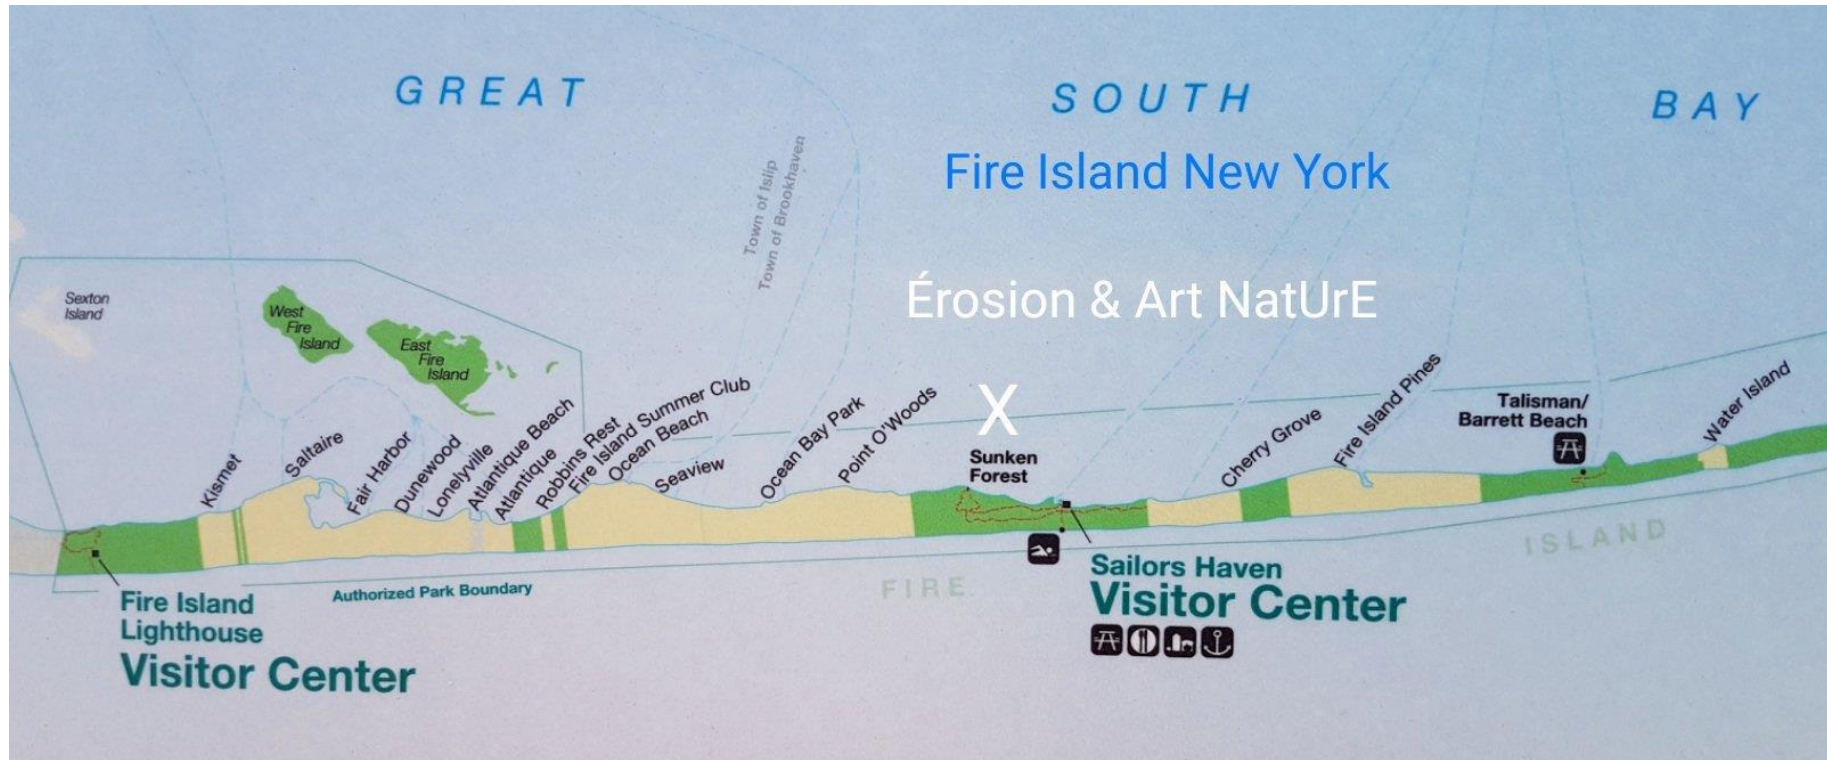 GREAT
SOUTH
BAY
Fire Island New York
Town of Islip
Town of Brookhaven
Érosion & Art NatUrE
Sexton
Island
West
Fire
Island
East
Fire
Island
X
Kismet
Saltaire
Fair Harbor
Dunewood
Lonelyville
Atlantique Beach
Atlantique
Robbins Rest
Fire Island Summer Club
Ocean Beach
Seaview
Ocean Bay Park
Point O'Woods
Sunken
Forest
Cherry Grove
Fire Island Pines
Talisman/
Barrett Beach
Water Island
FIRE
ISLAND
Authorized Park Boundary
Fire Island
Lighthouse
Visitor Center
Sailors Haven
Visitor Center